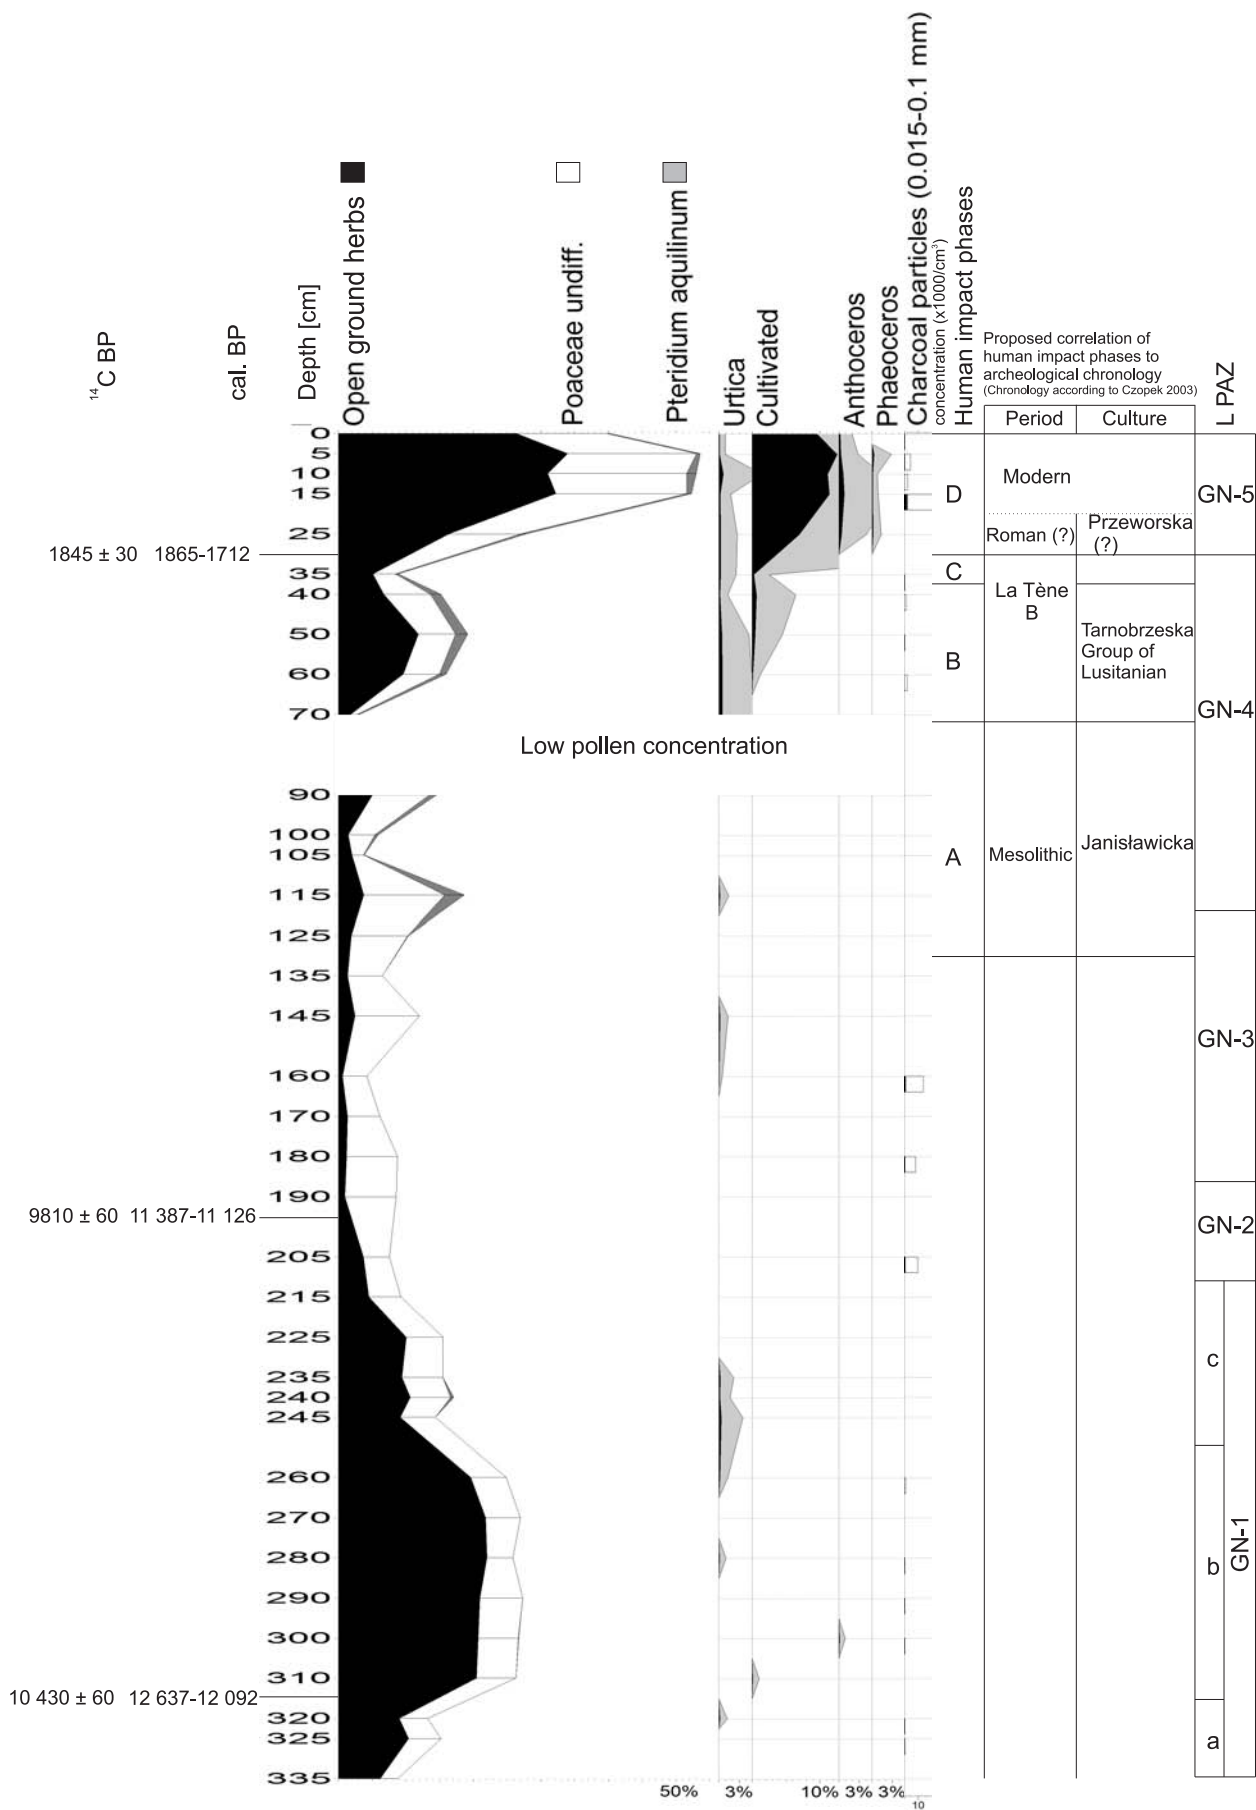 ¹⁴C BP
cal. BP
Depth [cm]
Open ground herbs
Poaceae undiff.
Pteridium aquilinum
Urtica
Cultivated
Anthoceros
Phaeoceros
Charcoal particles (0.015-0.1 mm)
concentration (x1000/cm³)
Human impact phases
Proposed correlation of
human impact phases to
archeological chronology
(Chronology according to Czopek 2003)
Period
Culture
L PAZ
0
5
10
15
25
35
40
50
60
70
90
100
105
115
125
135
145
160
170
180
190
205
215
225
235
240
245
260
270
280
290
300
310
320
325
335
1845 ± 30 1865-1712
9810 ± 60 11 387-11 126
10 430 ± 60 12 637-12 092
Low pollen concentration
D
C
B
A
Modern
Roman (?)
La Tène
B
Mesolithic
Przeworska
(?)
Tarnobrzeska
Group of
Lusitanian
Janisławicka
GN-5
GN-4
GN-3
GN-2
GN-1
c
b
a
50%
3%
10%
3%
3%
10